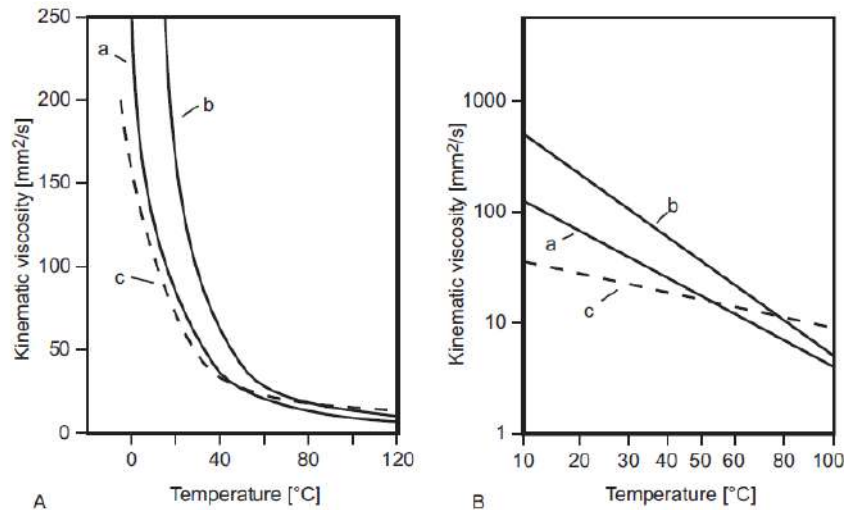 250
200
150
100
50
0
Kinematic viscosity [mm²/s]
a
b
c
0 40 80 120
Temperature [°C]
A
1000
100
10
1
Kinematic viscosity [mm²/s]
b
a
c
10 20 30 40 50 60 80 100
Temperature [°C]
B